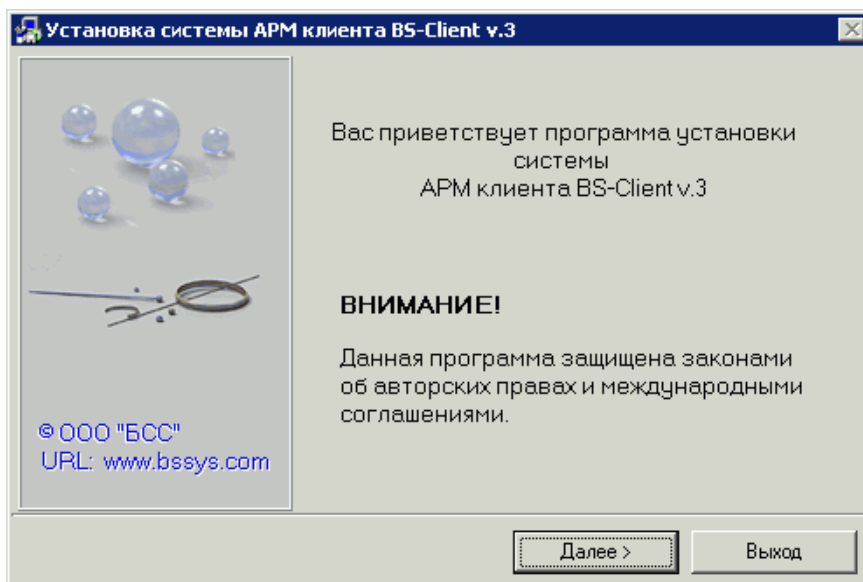 Установка системы АРМ клиента BS-Client v.3
Вас приветствует программа установки
системы
АРМ клиента BS-Client v.3
ВНИМАНИЕ!
Данная программа защищена законами
об авторских правах и международными
соглашениями.
© ООО "БСС"
URL: www.bssys.com
Далее >
Выход